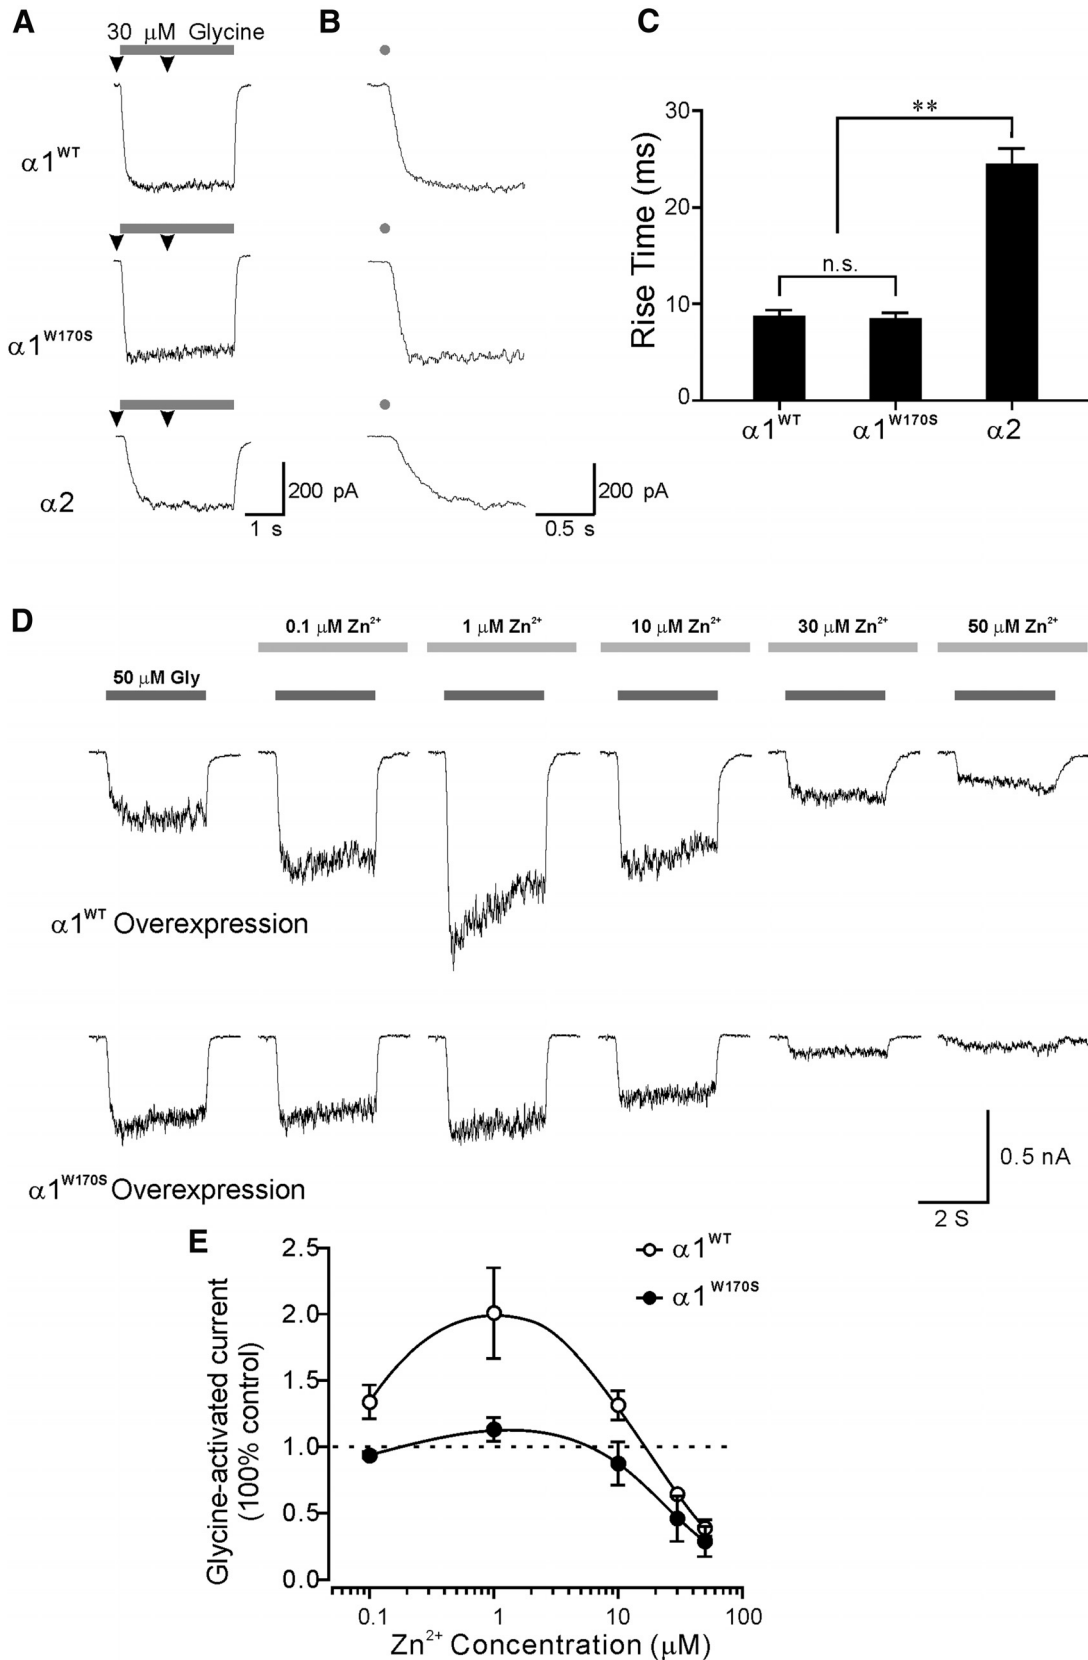 A
B
C
30 μM Glycine
α1WT
α1W170S
α2
200 pA
1 s
200 pA
0.5 s
Rise Time (ms)
30
20
10
0
**
n.s.
α1WT
α1W170S
α2
D
0.1 μM Zn2+
1 μM Zn2+
10 μM Zn2+
30 μM Zn2+
50 μM Zn2+
50 μM Gly
α1WT Overexpression
α1W170S Overexpression
0.5 nA
2 S
E
Glycine-activated current
(100% control)
2.5
2.0
1.5
1.0
0.5
0.0
α1WT
α1W170S
0.1
1
10
100
Zn2+ Concentration (μM)